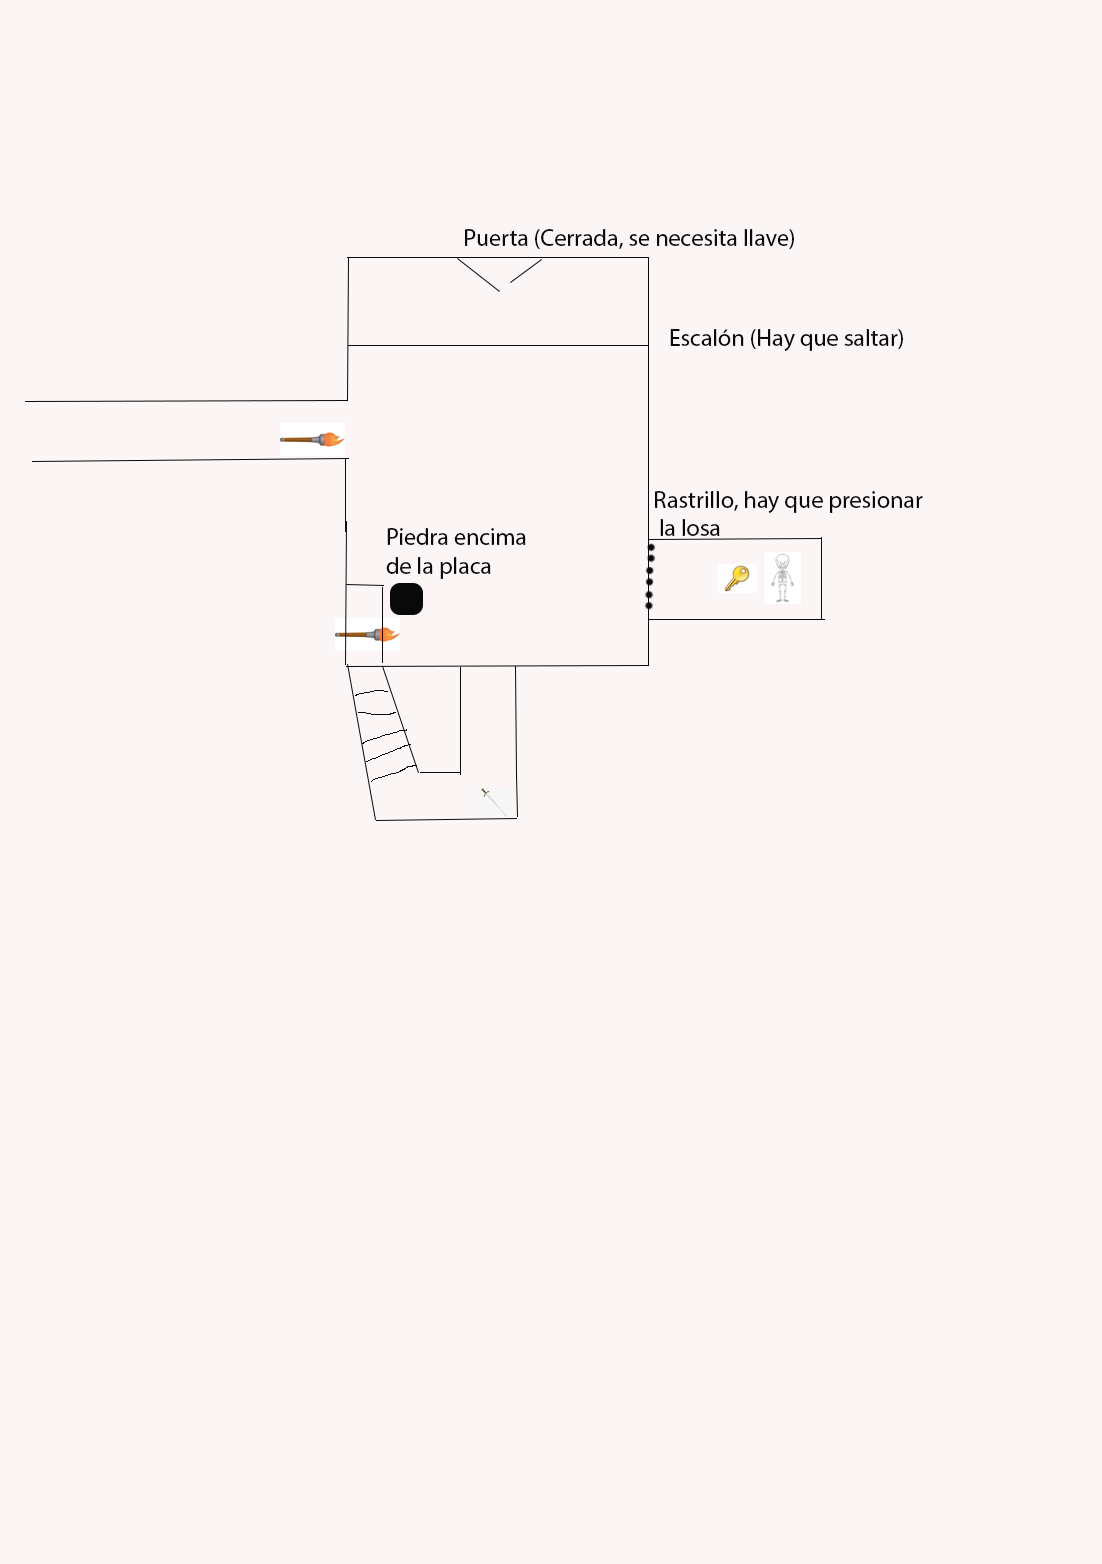 Puerta (Cerrada, se necesita llave)
Escalón (Hay que saltar)
Rastrillo, hay que presionar
la losa
Piedra encima
de la placa